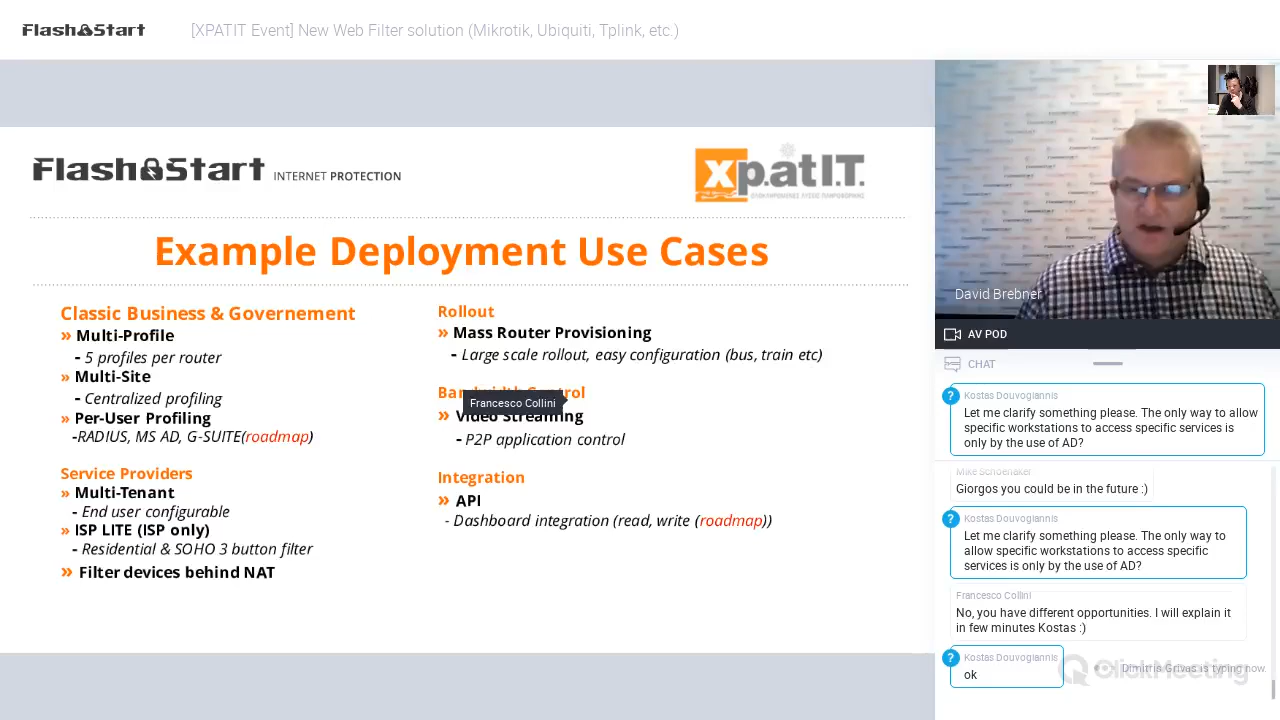 Flash Start
[XPATIT Event] New Web Filter solution (Mikrotik, Ubiquiti, Tplink, etc.)
Flash Start INTERNET PROTECTION
xp.atI.T.
ΟΛΟΚΛΗΡΩΜΕΝΕΣ ΛΥΣΕΙΣ ΠΛΗΡΟΦΟΡΙΚΗΣ
Example Deployment Use Cases
Classic Business & Governement
» Multi-Profile
- 5 profiles per router
» Multi-Site
- Centralized profiling
» Per-User Profiling
-RADIUS, MS AD, G-SUITE(roadmap)
Service Providers
» Multi-Tenant
- End user configurable
» ISP LITE (ISP only)
- Residential & SOHO 3 button filter
» Filter devices behind NAT
Rollout
» Mass Router Provisioning
- Large scale rollout, easy configuration (bus, train etc)
Bandwidth Control
Francesco Collini
» Video Streaming
- P2P application control
Integration
» API
- Dashboard integration (read, write (roadmap))
David Brebner
AV POD
CHAT
? Kostas Douvogiannis
Let me clarify something please. The only way to allow
specific workstations to access specific services is
only by the use of AD?
Mike Schoenaker
Giorgos you could be in the future :)
? Kostas Douvogiannis
Let me clarify something please. The only way to
allow specific workstations to access specific
services is only by the use of AD?
Francesco Collini
No, you have different opportunities. I will explain it
in few minutes Kostas :)
? Kostas Douvogiannis
ok
ClickMeeting
Dimitris Grivas is typing now.